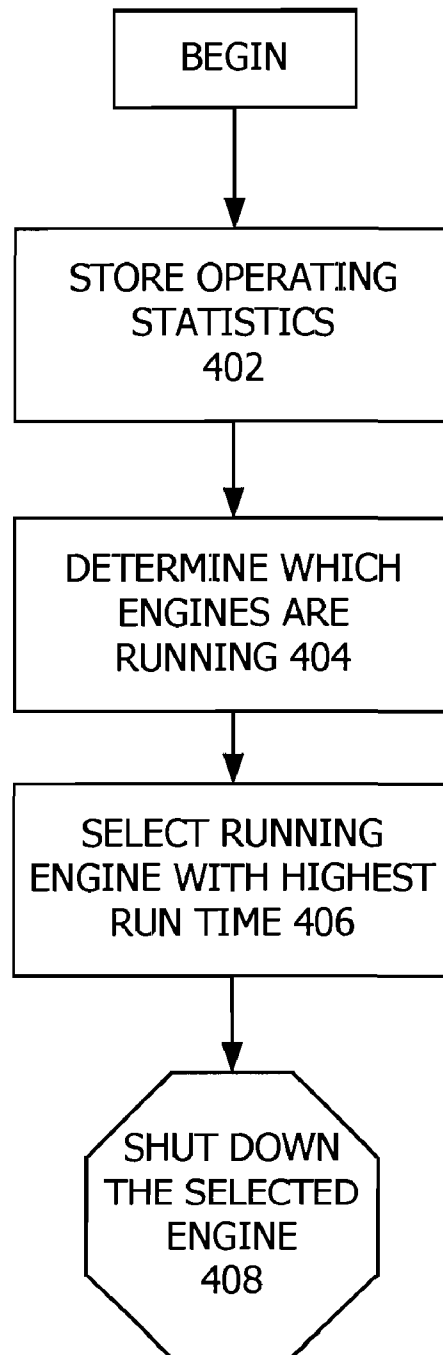 BEGIN
STORE OPERATING
STATISTICS
402
DETERMINE WHICH
ENGINES ARE
RUNNING 404
SELECT RUNNING
ENGINE WITH HIGHEST
RUN TIME 406
SHUT DOWN
THE SELECTED
ENGINE
408